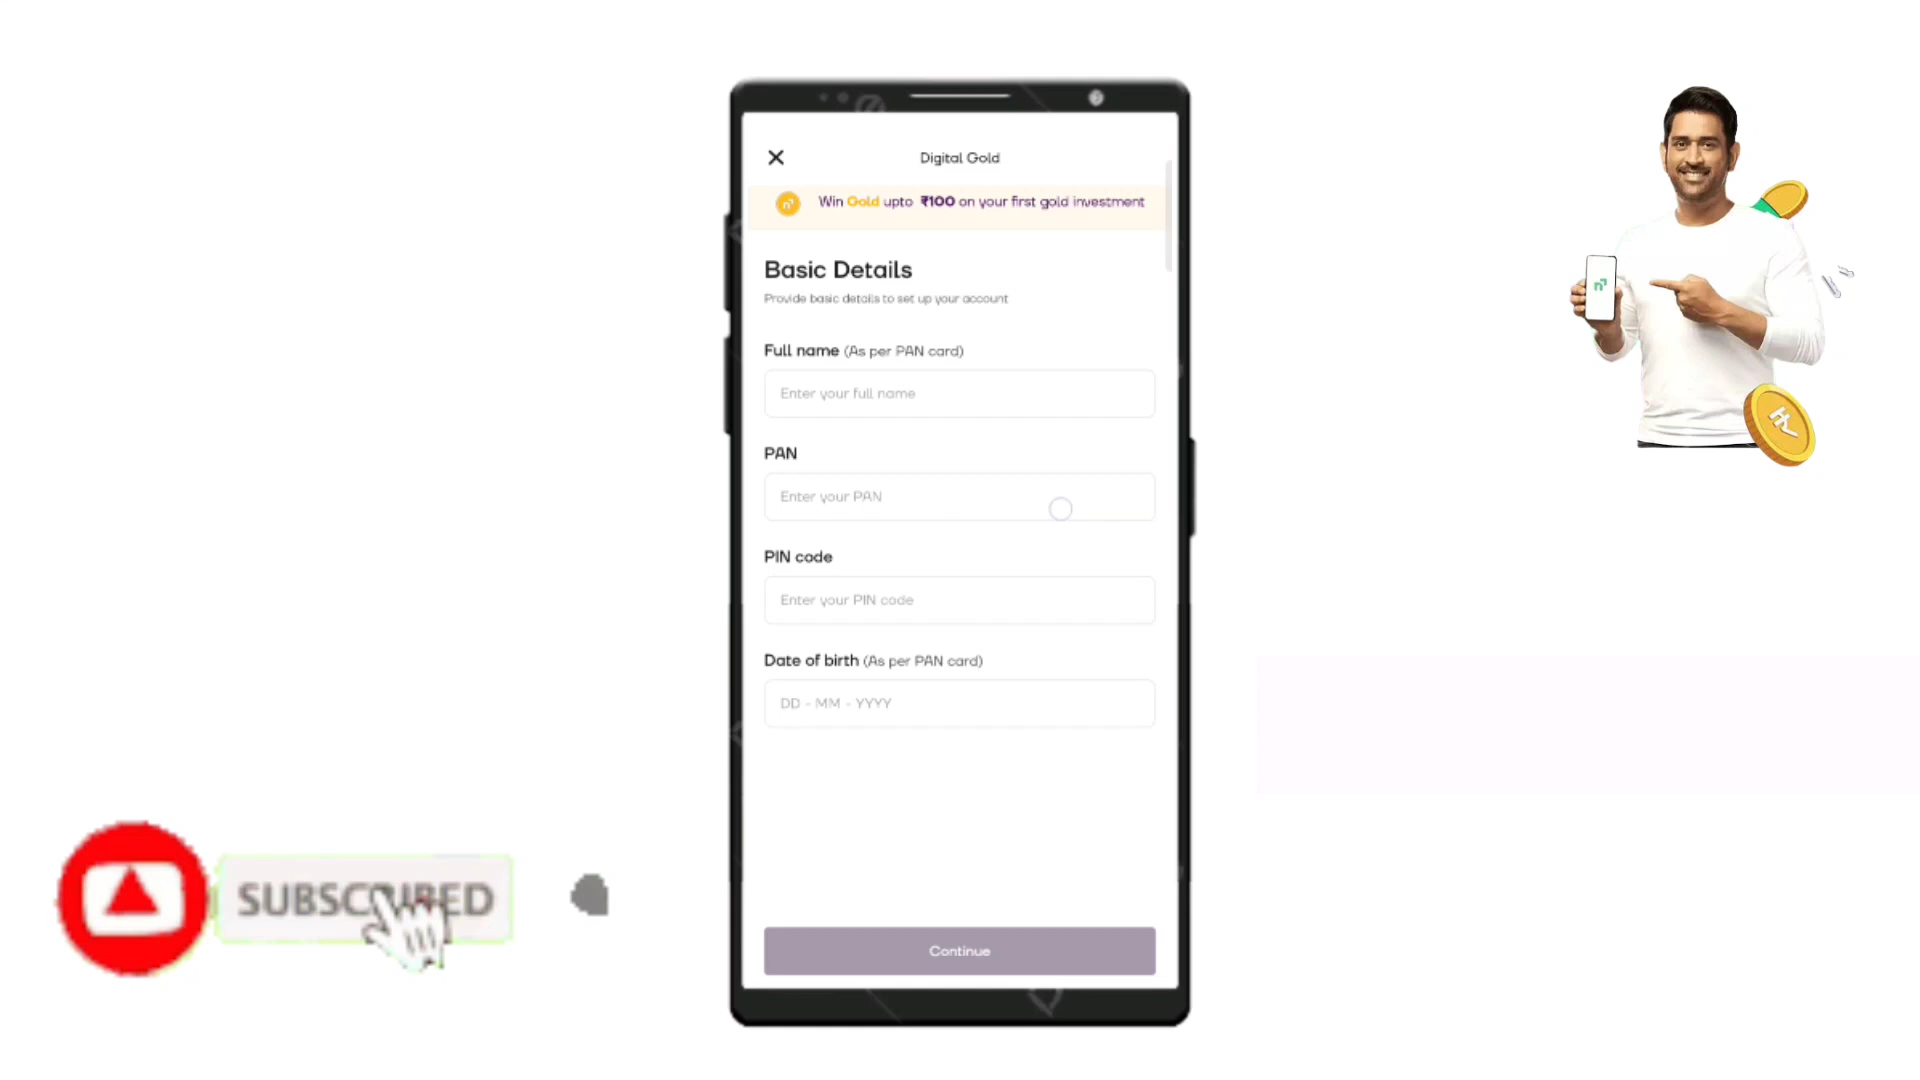 Digital Gold
Win Gold upto ₹100 on your first gold investment
Basic Details
Provide basic details to set up your account
Full name (As per PAN card)
Enter your full name
PAN
Enter your PAN
PIN code
Enter your PIN code
Date of birth (As per PAN card)
DD - MM - YYYY
Continue
SUBSCRIBED